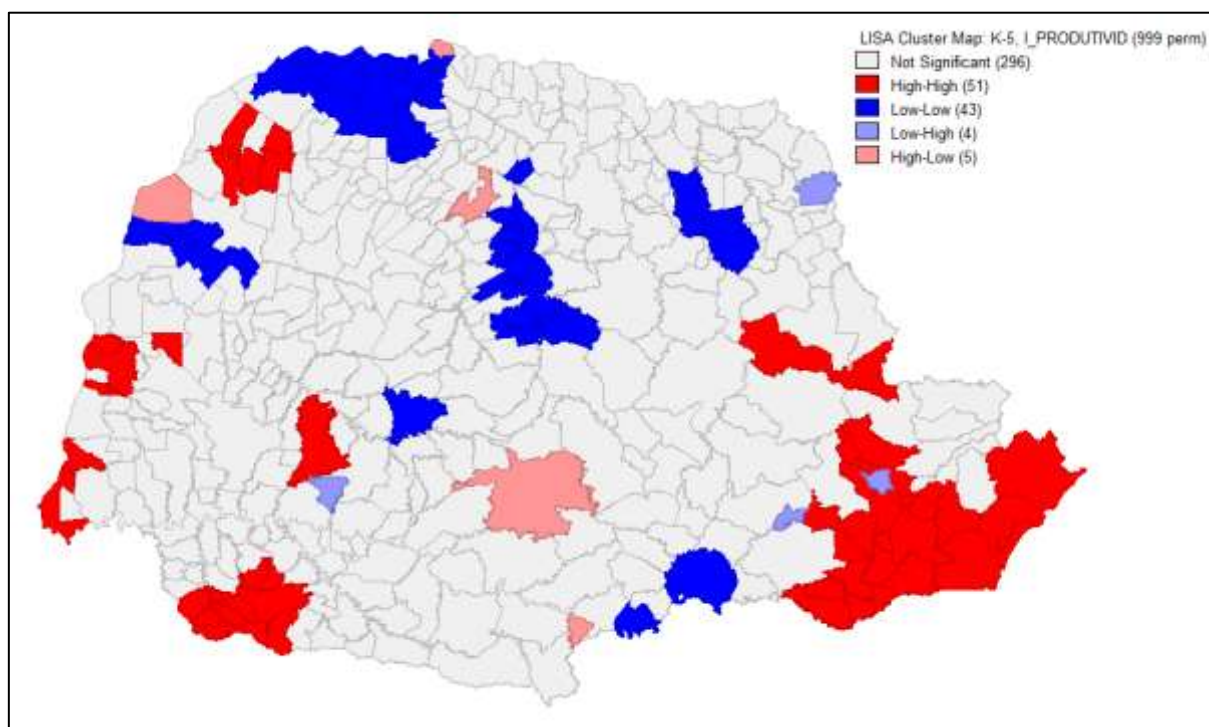 LISA Cluster Map: K-5, I_PRODUTIVID (999 perm)
Not Significant (296)
High-High (51)
Low-Low (43)
Low-High (4)
High-Low (5)